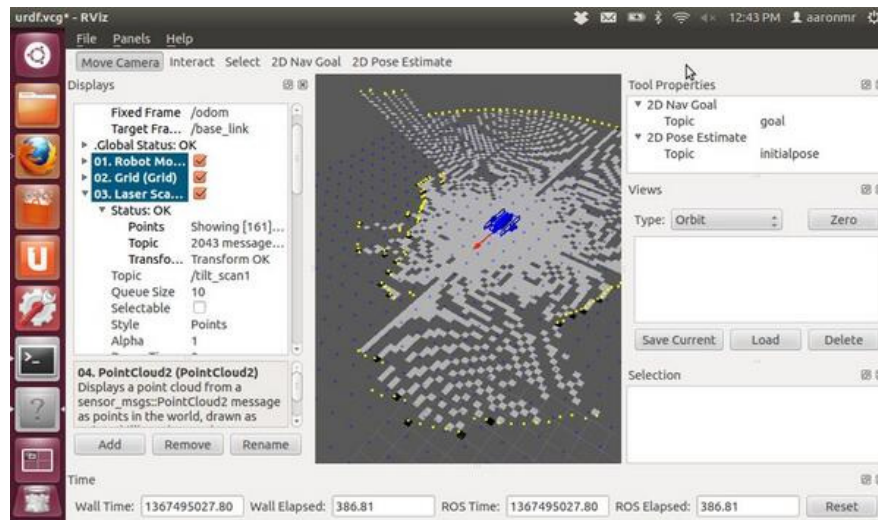 urdf.vcg* - RViz
12:43 PM aaronmr
File Panels Help
Move Camera Interact Select 2D Nav Goal 2D Pose Estimate
Displays
Fixed Frame /odom
Target Fra... /base_link
.Global Status: OK
01. Robot Mo...
02. Grid (Grid)
03. Laser Sca...
Status: OK
Points Showing [161]...
Topic 2043 message...
Transfo... Transform OK
Topic /tilt_scan1
Queue Size 10
Selectable
Style Points
Alpha 1
04. PointCloud2 (PointCloud2)
Displays a point cloud from a
sensor_msgs::PointCloud2 message
as points in the world, drawn as
Add Remove Rename
Tool Properties
2D Nav Goal
Topic goal
2D Pose Estimate
Topic initialpose
Views
Type: Orbit Zero
Save Current Load Delete
Selection
Time
Wall Time: 1367495027.80 Wall Elapsed: 386.81 ROS Time: 1367495027.80 ROS Elapsed: 386.81 Reset